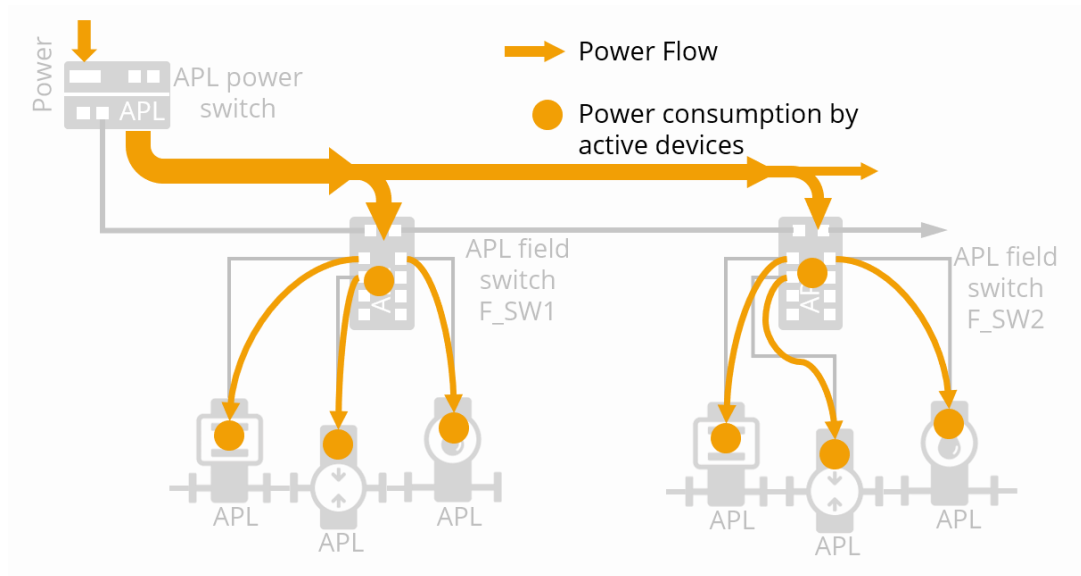 Power
APL power
switch
APL
Power Flow
Power consumption by
active devices
APL field
switch
F_SW1
APL field
switch
F_SW2
APL
APL
APL
APL
APL
APL